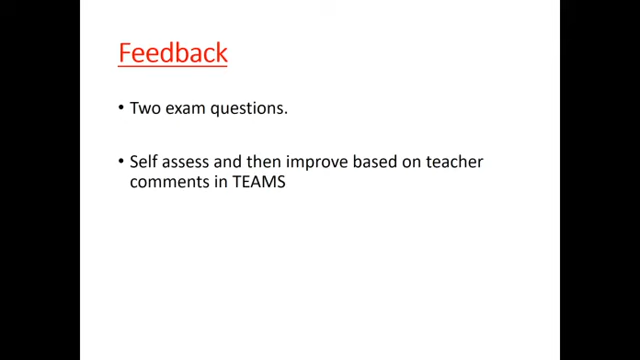 Feedback
• Two exam questions.
• Self assess and then improve based on teacher
comments in TEAMS